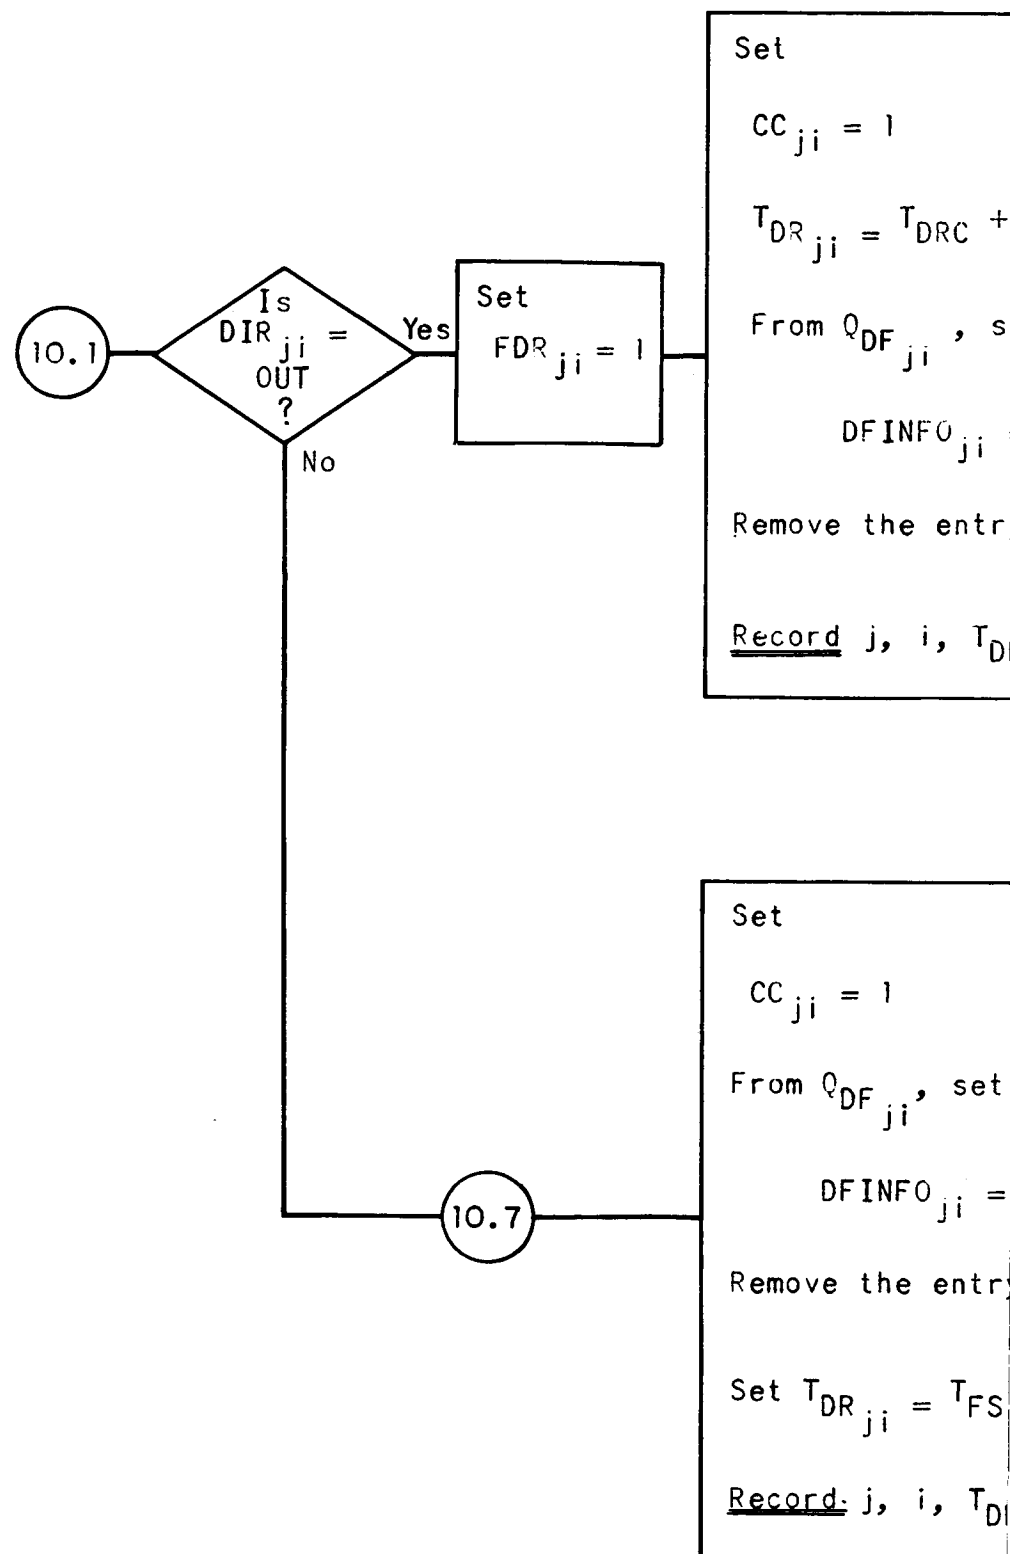 10.1
Is
DIR ji =
OUT
?
Yes
No
Set
FDR ji = 1
Set
CC ji = 1
T DR ji = T DRC +
From Q DF ji , s
DFINFO ji
Remove the entr
Record j, i, T
10.7
Set
CC ji = 1
From Q DF ji, set
DFINFO ji =
Remove the entry
Set T DR ji = T FS
Record j, i, T